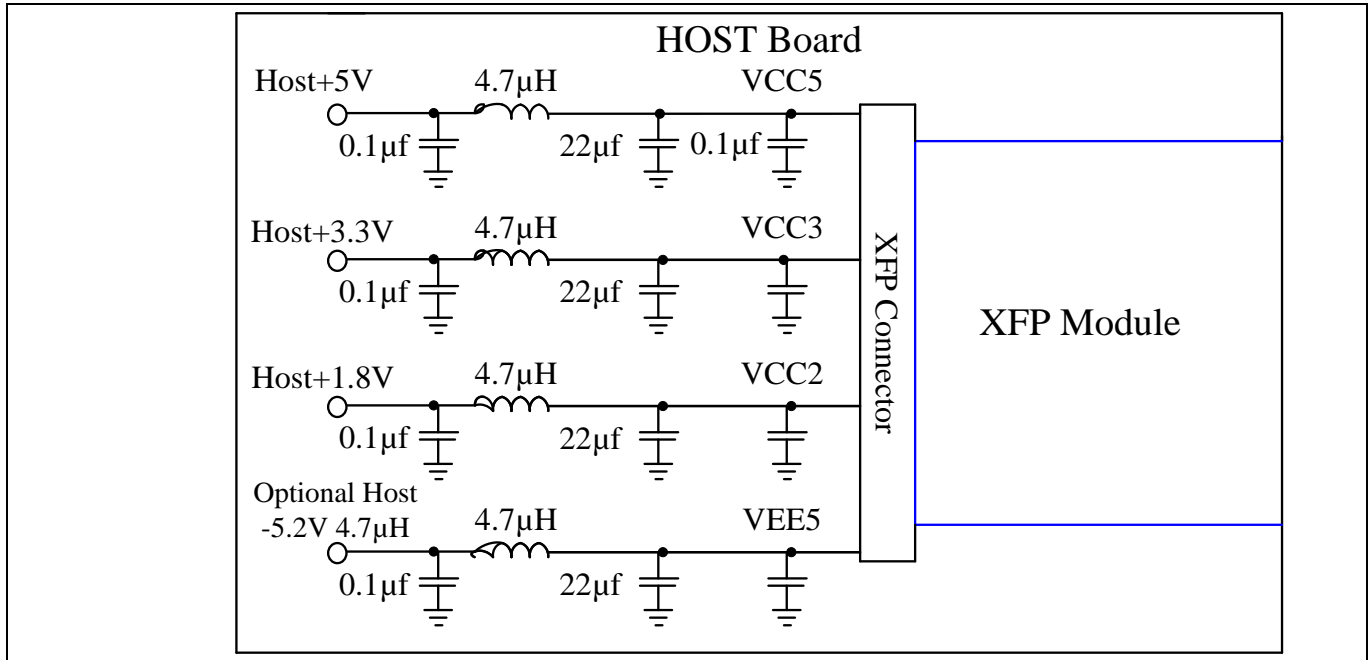 HOST Board
Host+5V 4.7µH VCC5
0.1µf 22µf 0.1µf
Host+3.3V 4.7µH VCC3
0.1µf 22µf
XFP Connector
XFP Module
Host+1.8V 4.7µH VCC2
0.1µf 22µf
Optional Host
-5.2V 4.7µH 4.7µH VEE5
0.1µf 22µf